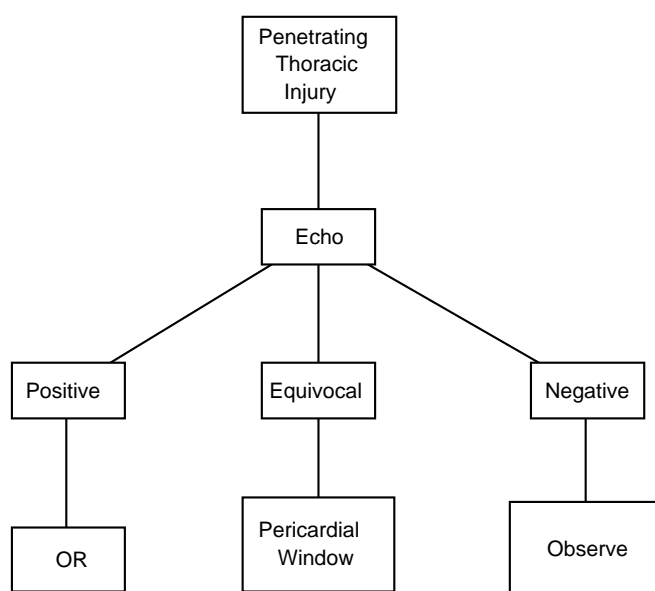 Penetrating
Thoracic
Injury
Echo
Positive
Equivocal
Negative
OR
Pericardial
Window
Observe